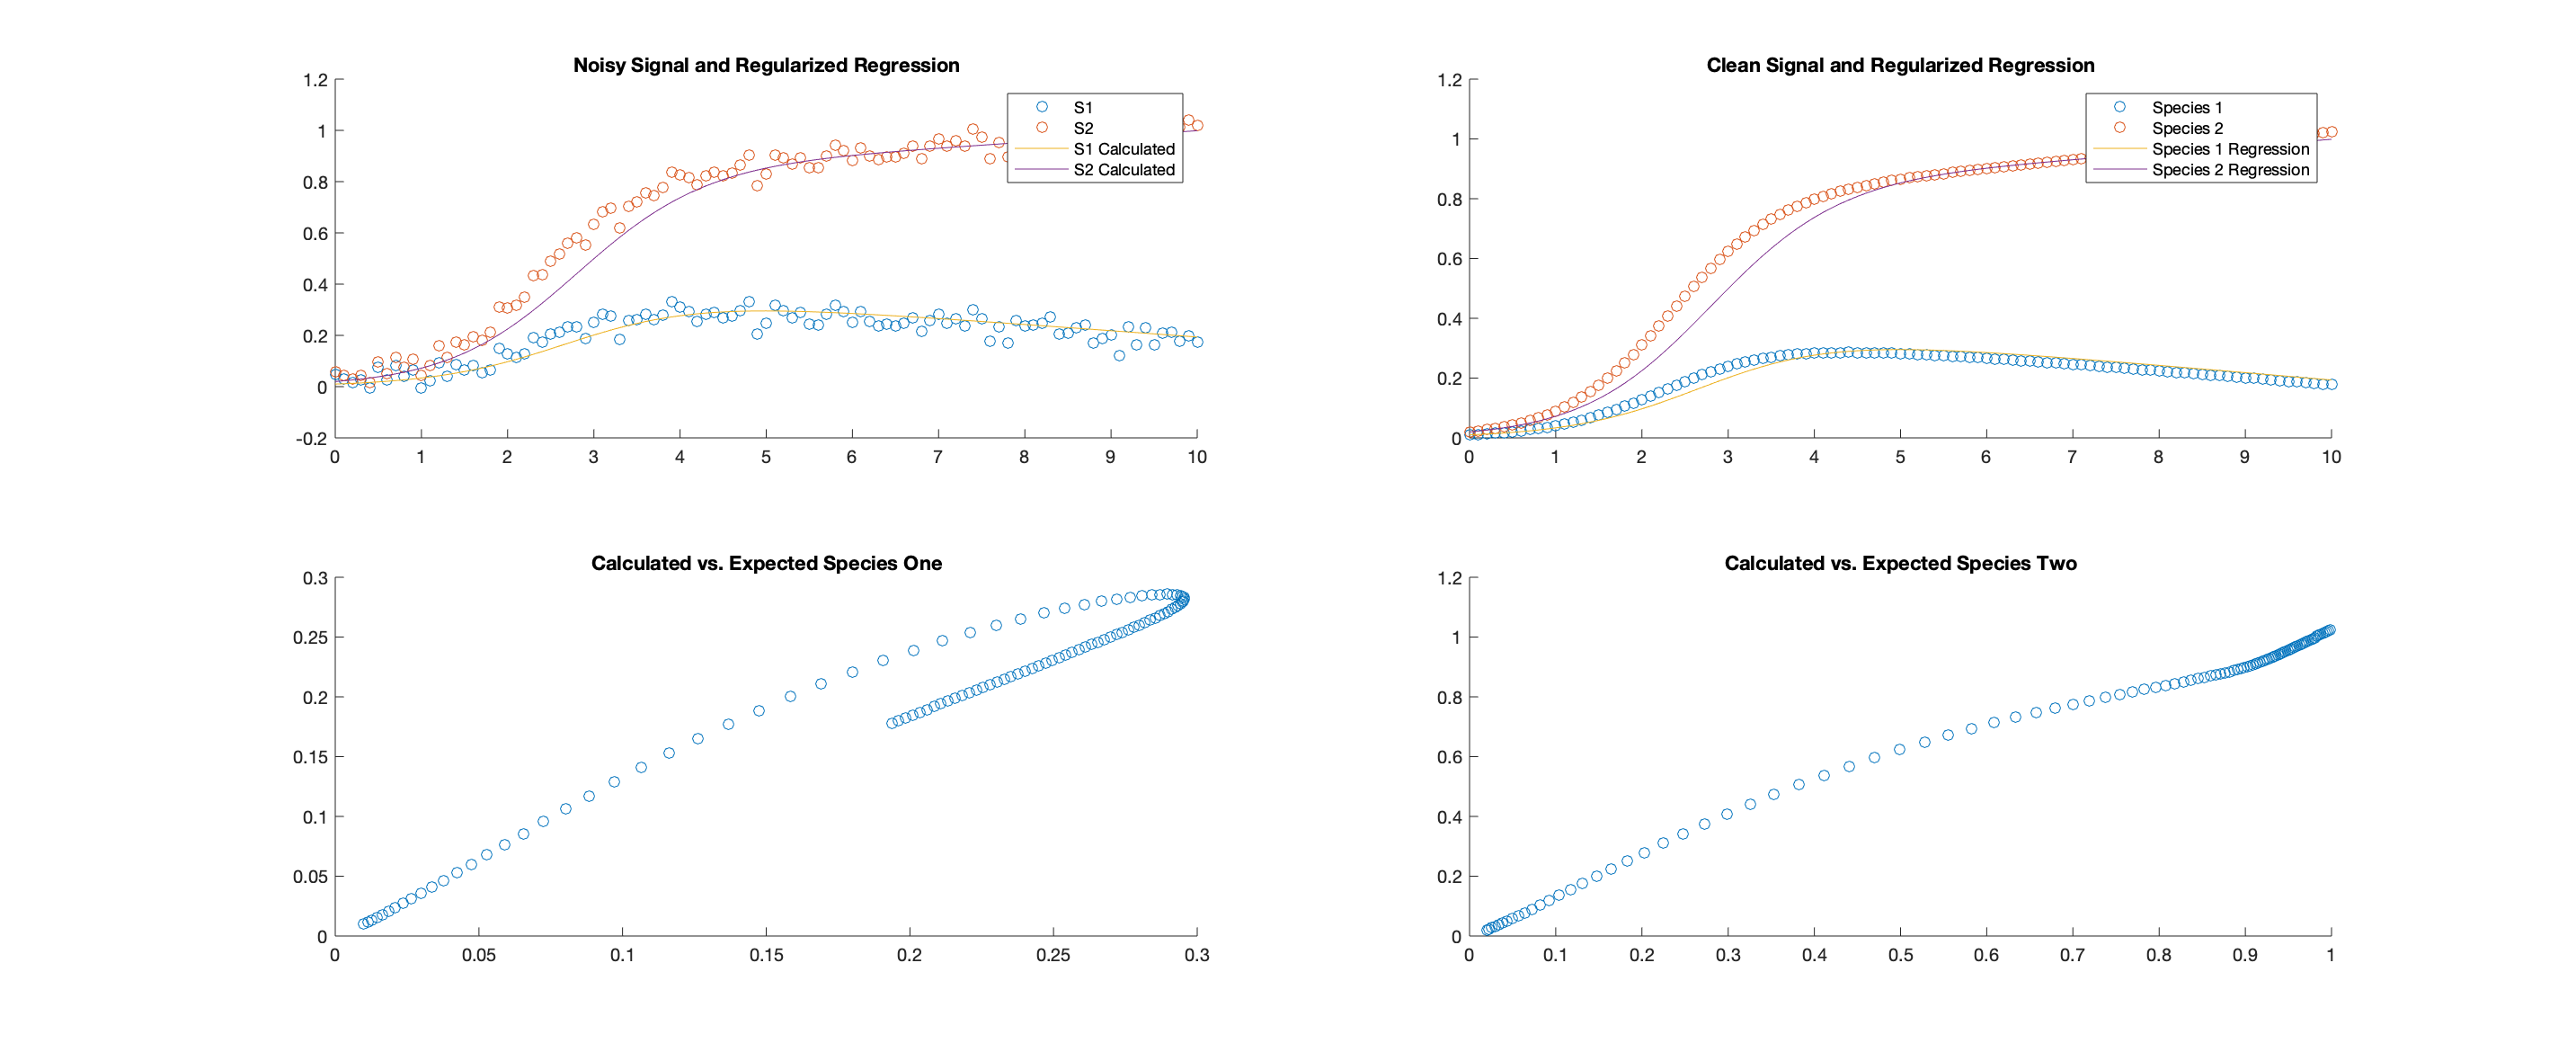 Noisy Signal and Regularized Regression
1.2
1
0.8
0.6
0.4
0.2
0
-0.2
0 1 2 3 4 5 6 7 8 9 10
S1
S2
S1 Calculated
S2 Calculated
Clean Signal and Regularized Regression
1.2
1
0.8
0.6
0.4
0.2
0
0 1 2 3 4 5 6 7 8 9 10
Species 1
Species 2
Species 1 Regression
Species 2 Regression
Calculated vs. Expected Species One
0.3
0.25
0.2
0.15
0.1
0.05
0
0 0.05 0.1 0.15 0.2 0.25 0.3
Calculated vs. Expected Species Two
1.2
1
0.8
0.6
0.4
0.2
0
0 0.1 0.2 0.3 0.4 0.5 0.6 0.7 0.8 0.9 1